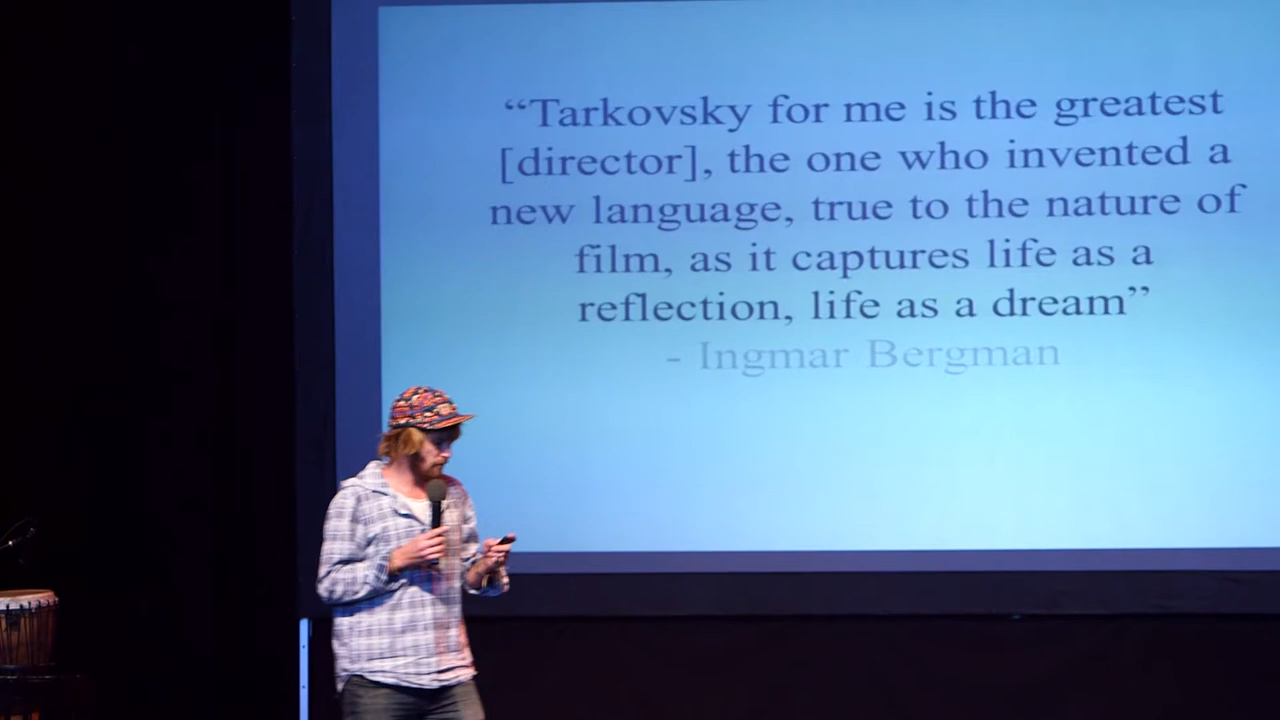 “Tarkovsky for me is the greatest
[director], the one who invented a
new language, true to the nature of
film, as it captures life as a
reflection, life as a dream”
- Ingmar Bergman